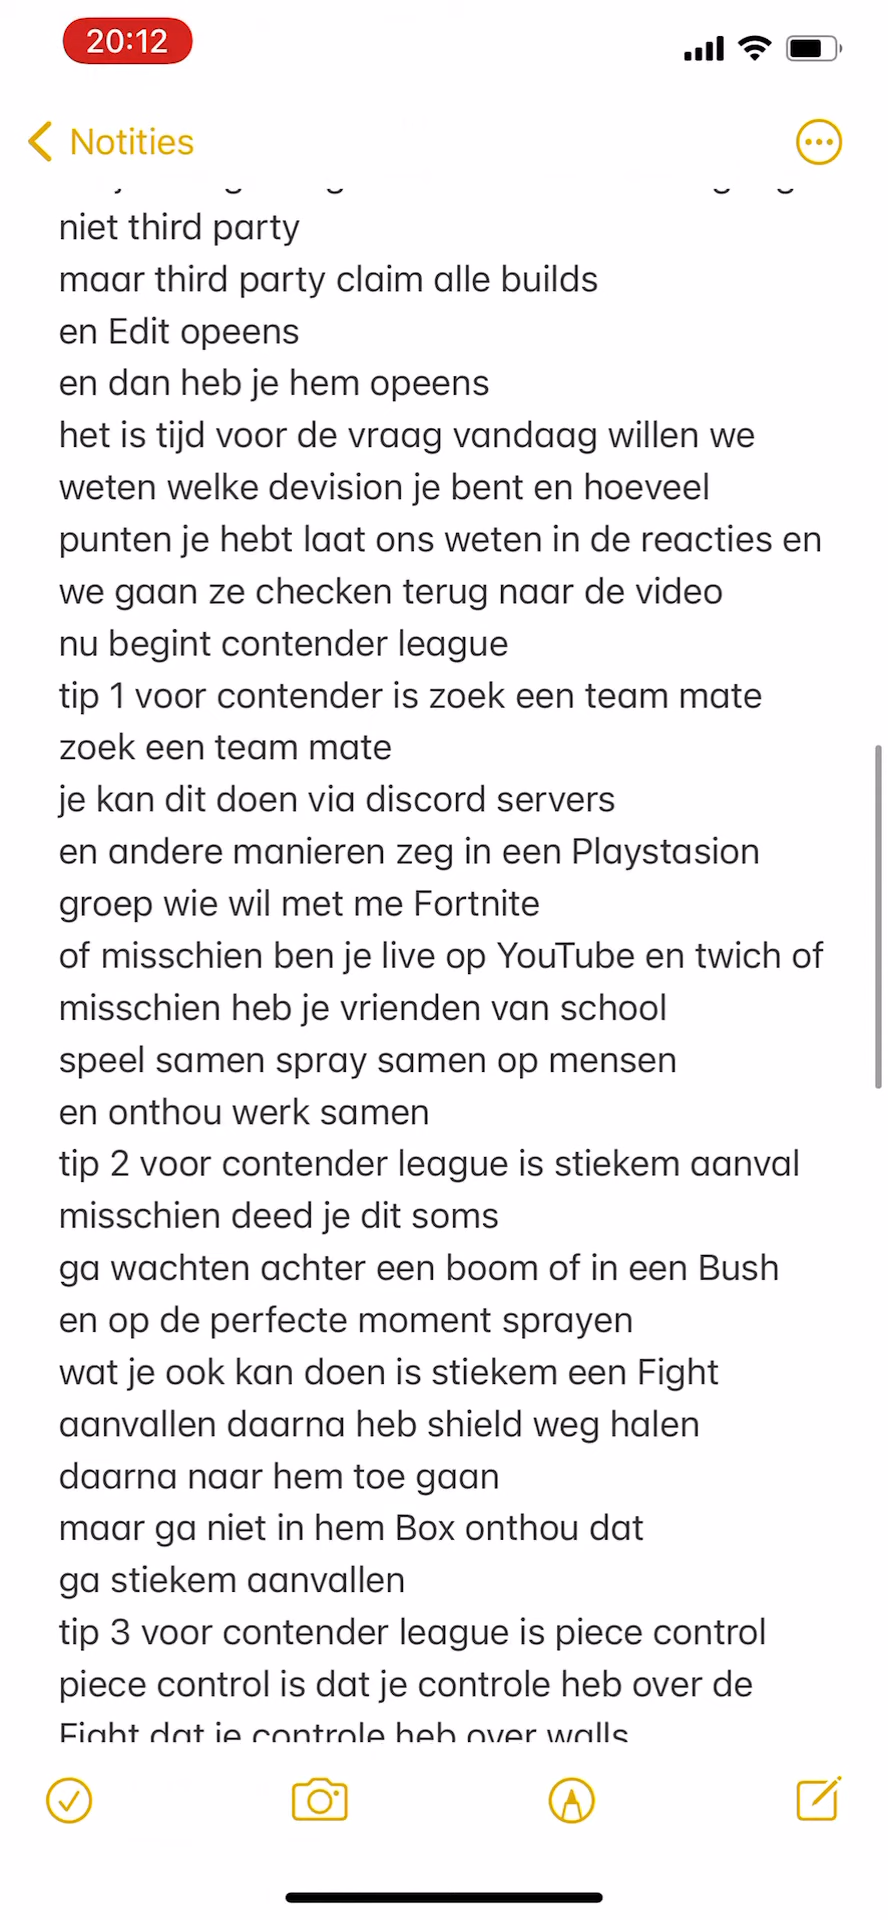 20:12
Notities
niet third party
maar third party claim alle builds
en Edit opeens
en dan heb je hem opeens
het is tijd voor de vraag vandaag willen we
weten welke devision je bent en hoeveel
punten je hebt laat ons weten in de reacties en
we gaan ze checken terug naar de video
nu begint contender league
tip 1 voor contender is zoek een team mate
zoek een team mate
je kan dit doen via discord servers
en andere manieren zeg in een Playstasion
groep wie wil met me Fortnite
of misschien ben je live op YouTube en twich of
misschien heb je vrienden van school
speel samen spray samen op mensen
en onthou werk samen
tip 2 voor contender league is stiekem aanval
misschien deed je dit soms
ga wachten achter een boom of in een Bush
en op de perfecte moment sprayen
wat je ook kan doen is stiekem een Fight
aanvallen daarna heb shield weg halen
daarna naar hem toe gaan
maar ga niet in hem Box onthou dat
ga stiekem aanvallen
tip 3 voor contender league is piece control
piece control is dat je controle heb over de
Fight dat je controle heb over walls